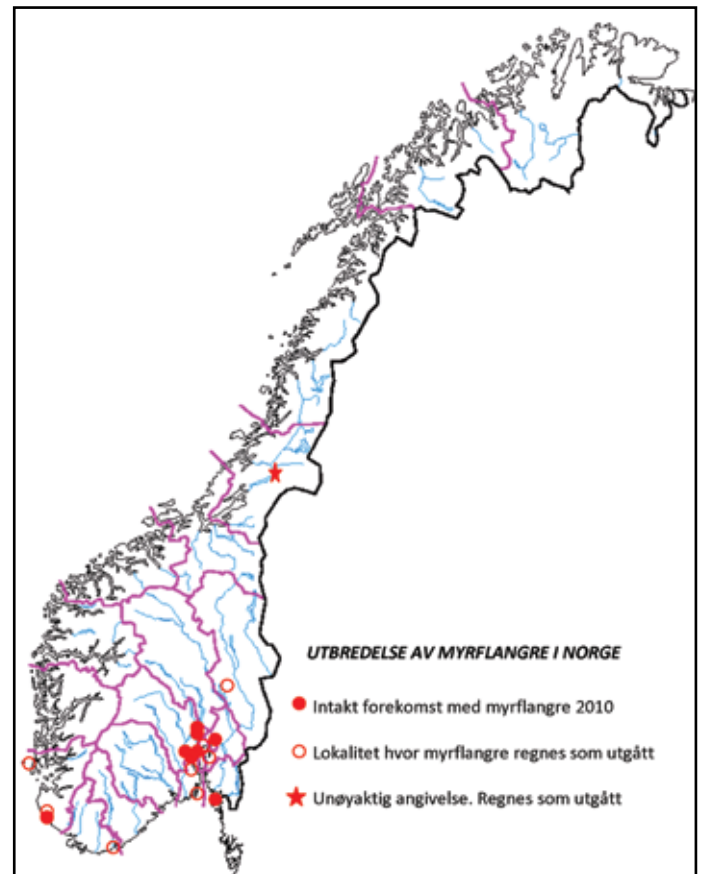 UTBREDELSE AV MYRFLANGRE I NORGE
Intakt forekomst med myrflangre 2010
Lokalitet hvor myrflangre regnes som utgått
Unøyaktig angivelse. Regnes som utgått